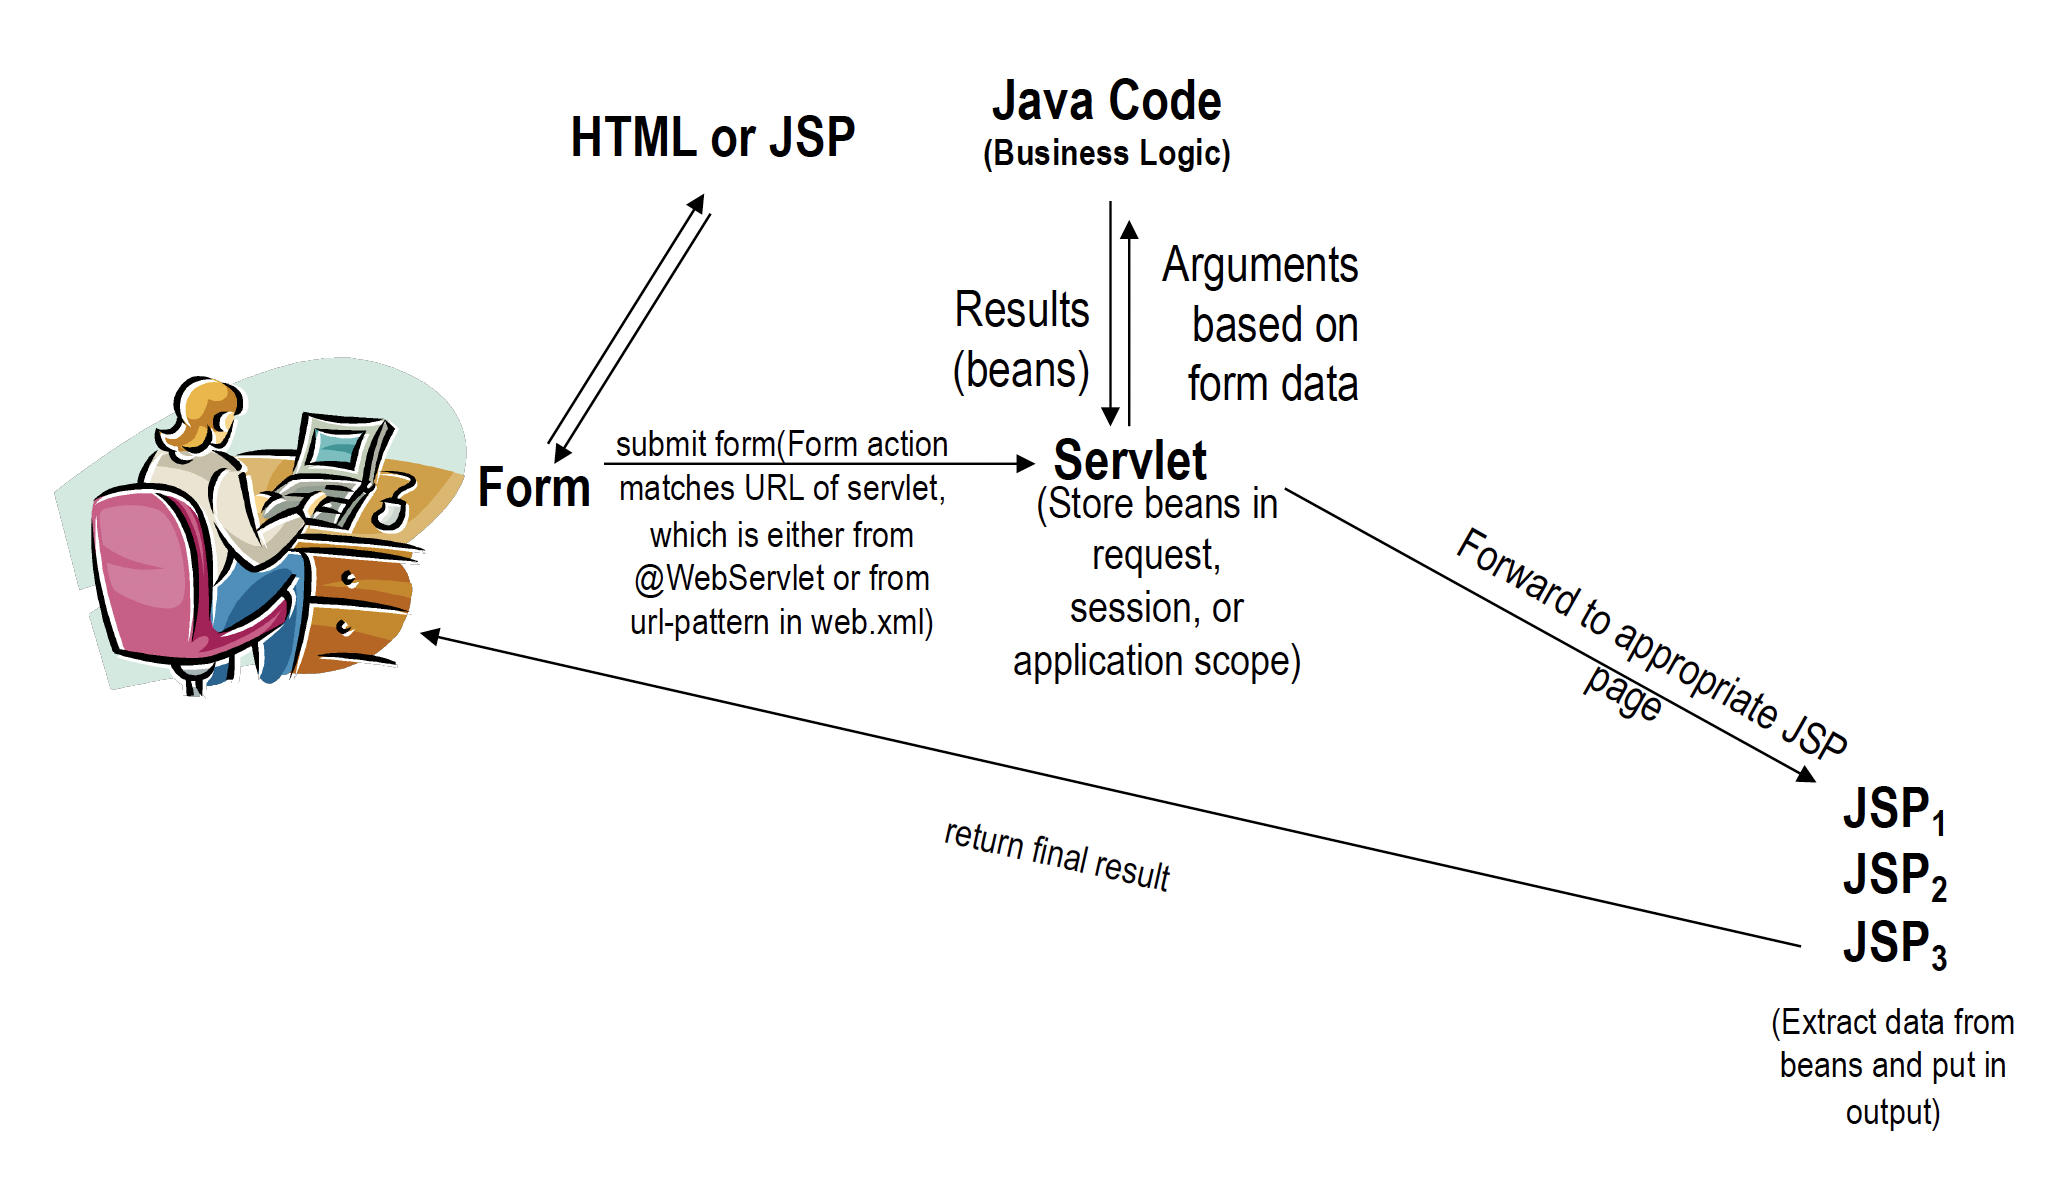 HTML or JSP
Java Code
(Business Logic)
Results
(beans)
Arguments
based on
form data
Form
submit form(Form action
matches URL of servlet,
which is either from
@WebServlet or from
url-pattern in web.xml)
Servlet
(Store beans in
request,
session, or
application scope)
Forward to appropriate JSP
page
return final result
JSP₁
JSP₂
JSP₃
(Extract data from
beans and put in
output)